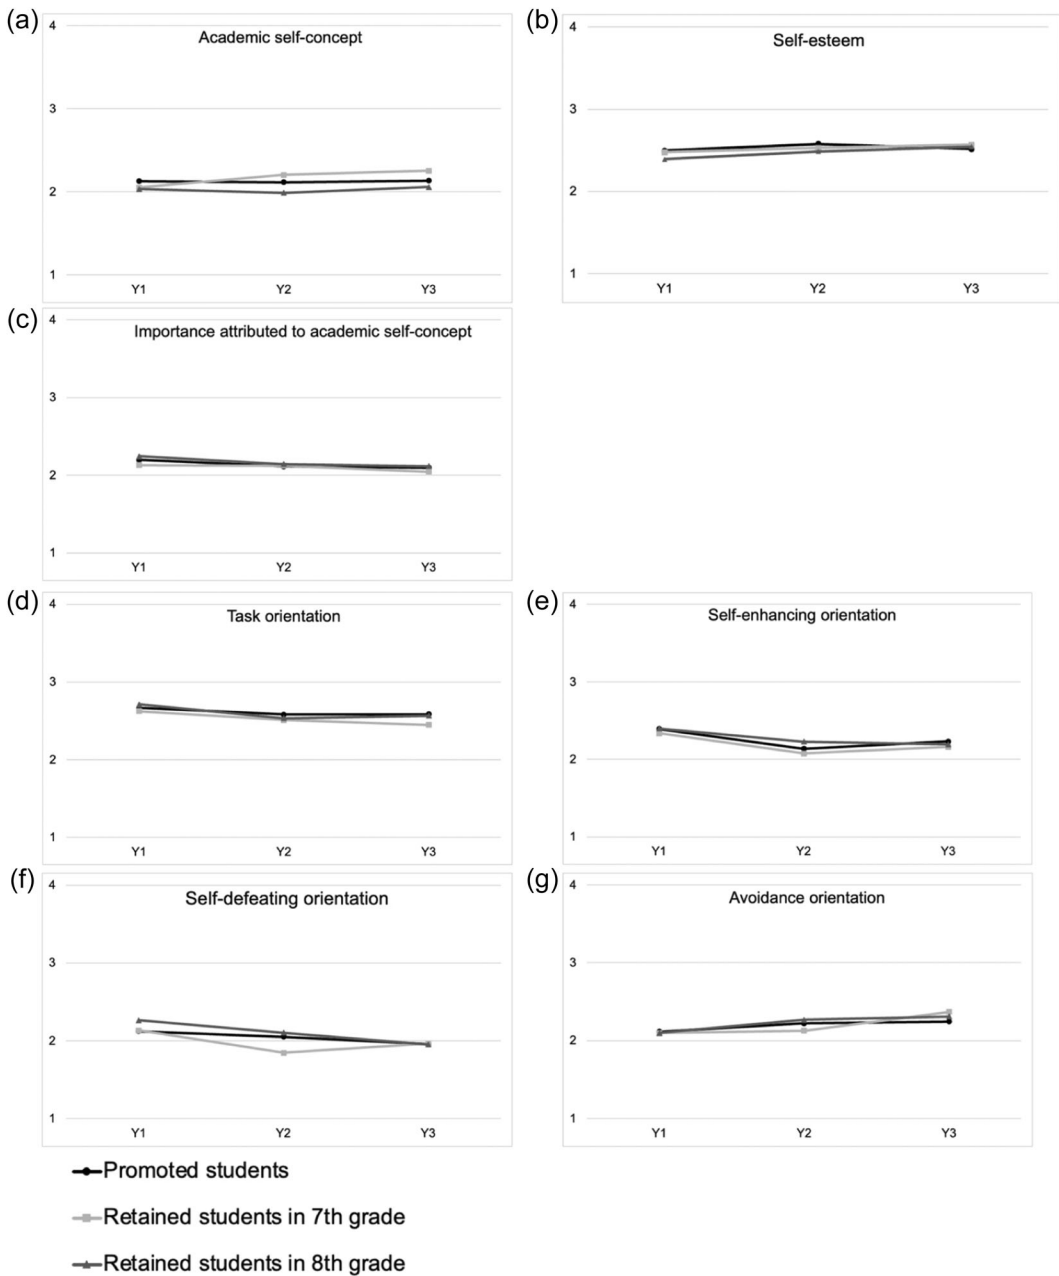 (a)
4
Academic self-concept
3
2
1
Y1 Y2 Y3
(b)
4
Self-esteem
3
2
1
Y1 Y2 Y3
(c)
4
Importance attributed to academic self-concept
3
2
1
Y1 Y2 Y3
(d)
4
Task orientation
3
2
1
Y1 Y2 Y3
(e)
4
Self-enhancing orientation
3
2
1
Y1 Y2 Y3
(f)
4
Self-defeating orientation
3
2
1
Y1 Y2 Y3
(g)
4
Avoidance orientation
3
2
1
Y1 Y2 Y3
Promoted students
Retained students in 7th grade
Retained students in 8th grade